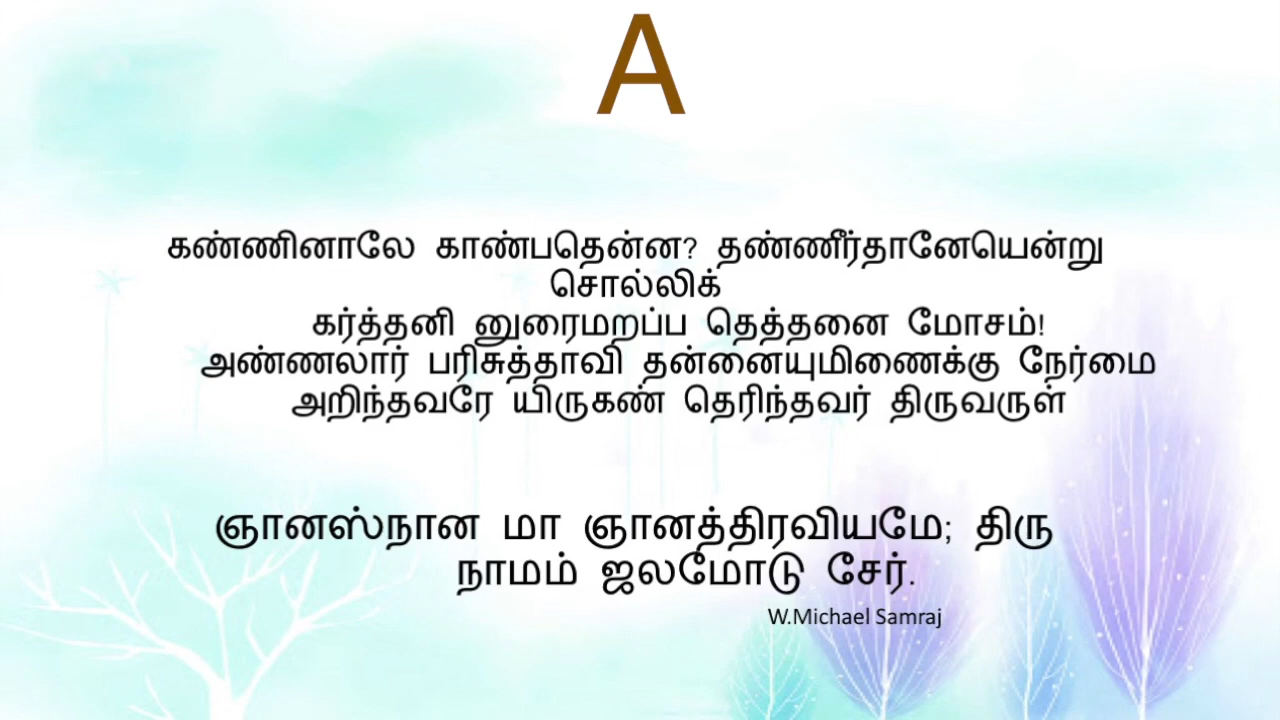 A
கண்ணினாலே காண்பதென்ன? தண்ணீர்தானேயென்று
சொல்லிக்
கர்த்தனி னுரைமறப்ப தெத்தனை மோசம்!
அண்ணலார் பரிசுத்தாவி தன்னையுமிணைக்கு நேர்மை
அறிந்தவரே யிருகண் தெரிந்தவர் திருவருள்
ஞானஸ்நான மா ஞானத்திரவியமே; திரு
நாமம் ஜலமோடு சேர்.
W.Michael Samraj